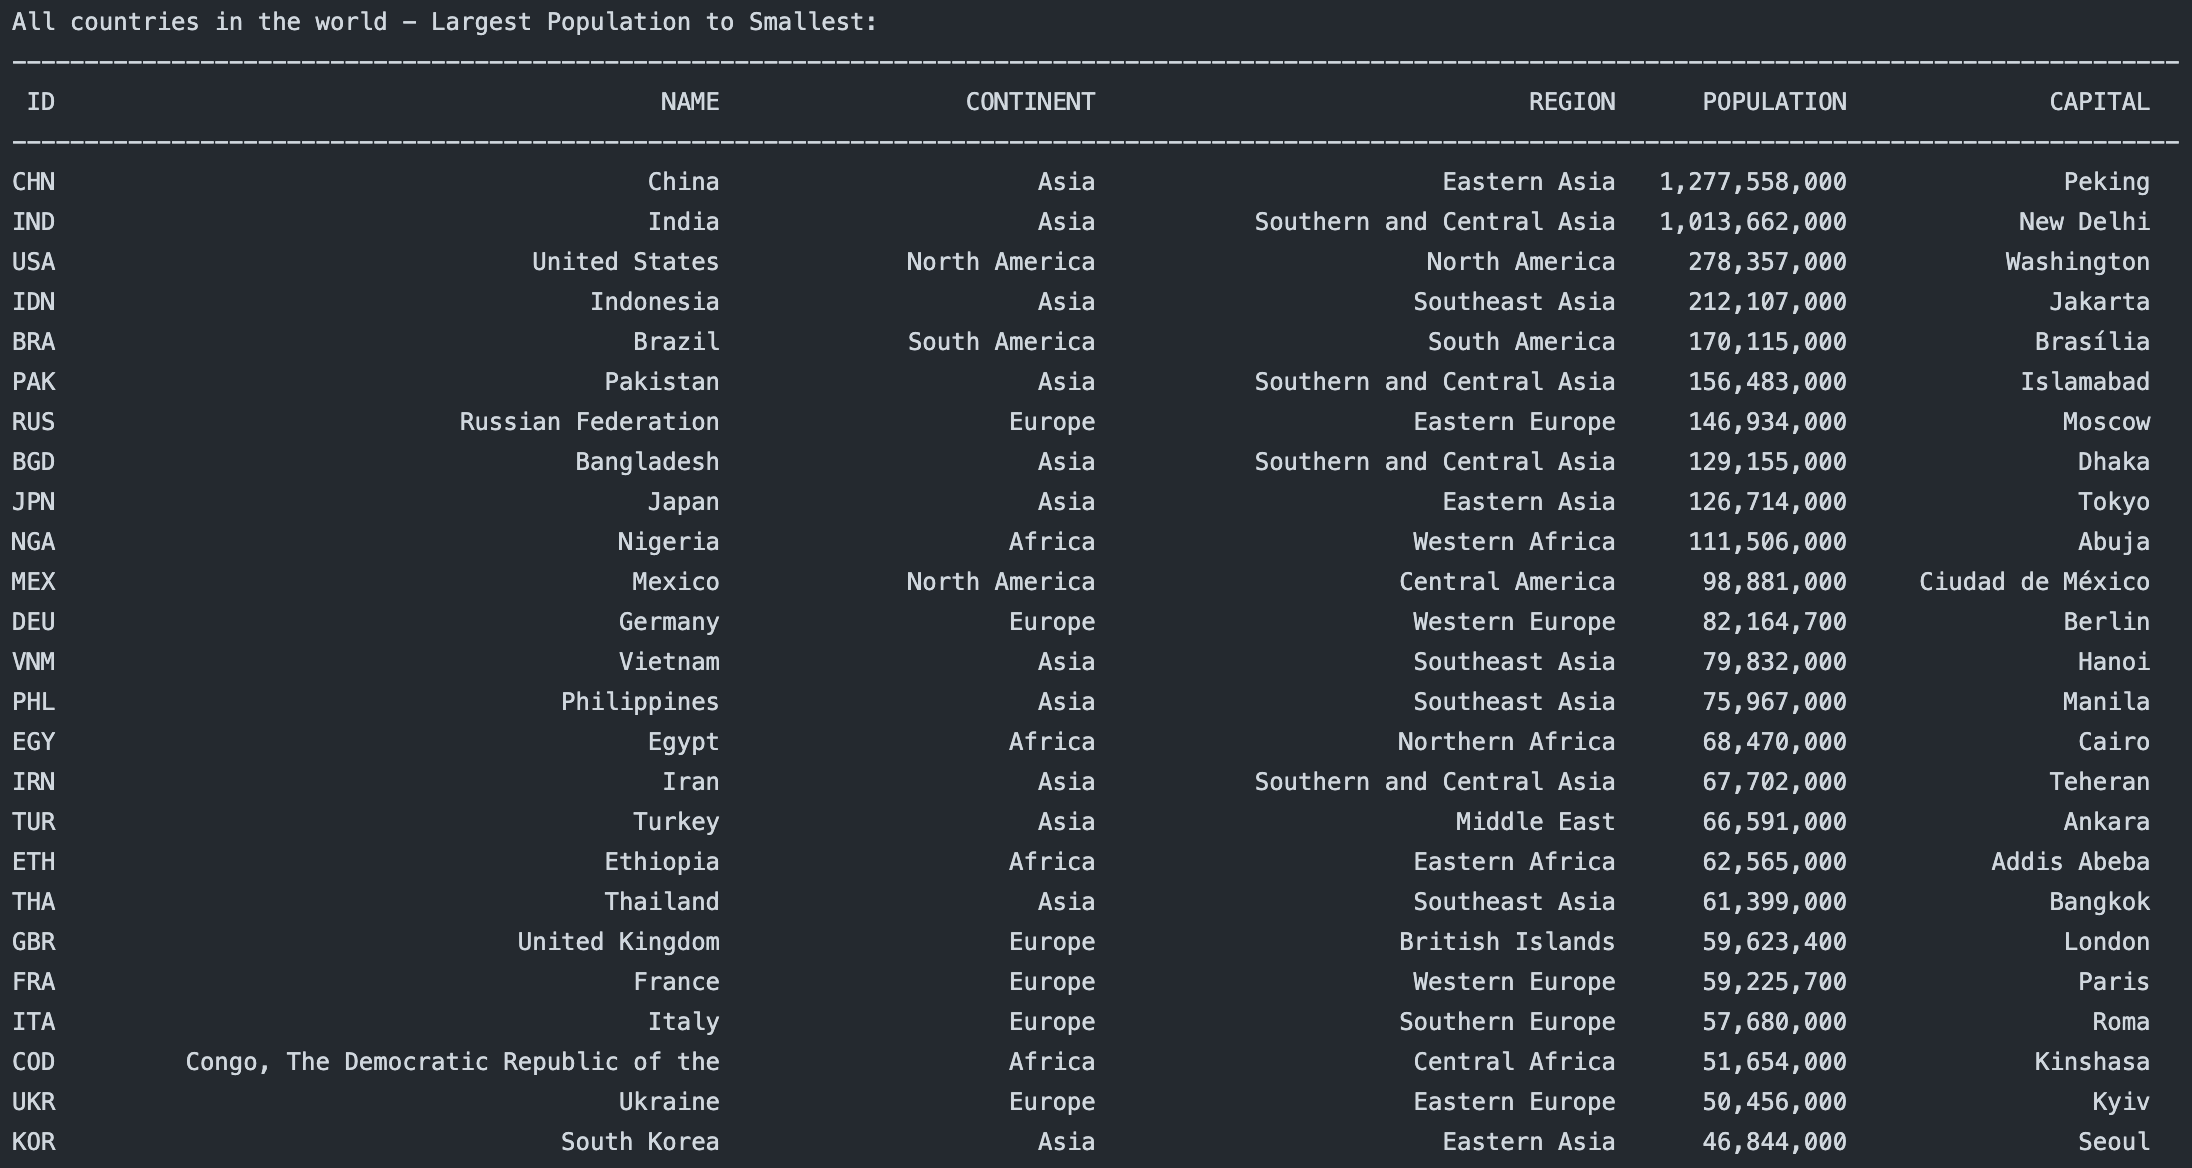 All countries in the world - Largest Population to Smallest:
ID NAME CONTINENT REGION POPULATION CAPITAL
CHN China Asia Eastern Asia 1,277,558,000 Peking
IND India Asia Southern and Central Asia 1,013,662,000 New Delhi
USA United States North America North America 278,357,000 Washington
IDN Indonesia Asia Southeast Asia 212,107,000 Jakarta
BRA Brazil South America South America 170,115,000 Brasília
PAK Pakistan Asia Southern and Central Asia 156,483,000 Islamabad
RUS Russian Federation Europe Eastern Europe 146,934,000 Moscow
BGD Bangladesh Asia Southern and Central Asia 129,155,000 Dhaka
JPN Japan Asia Eastern Asia 126,714,000 Tokyo
NGA Nigeria Africa Western Africa 111,506,000 Abuja
MEX Mexico North America Central America 98,881,000 Ciudad de México
DEU Germany Europe Western Europe 82,164,700 Berlin
VNM Vietnam Asia Southeast Asia 79,832,000 Hanoi
PHL Philippines Asia Southeast Asia 75,967,000 Manila
EGY Egypt Africa Northern Africa 68,470,000 Cairo
IRN Iran Asia Southern and Central Asia 67,702,000 Teheran
TUR Turkey Asia Middle East 66,591,000 Ankara
ETH Ethiopia Africa Eastern Africa 62,565,000 Addis Abeba
THA Thailand Asia Southeast Asia 61,399,000 Bangkok
GBR United Kingdom Europe British Islands 59,623,400 London
FRA France Europe Western Europe 59,225,700 Paris
ITA Italy Europe Southern Europe 57,680,000 Roma
COD Congo, The Democratic Republic of the Africa Central Africa 51,654,000 Kinshasa
UKR Ukraine Europe Eastern Europe 50,456,000 Kyiv
KOR South Korea Asia Eastern Asia 46,844,000 Seoul